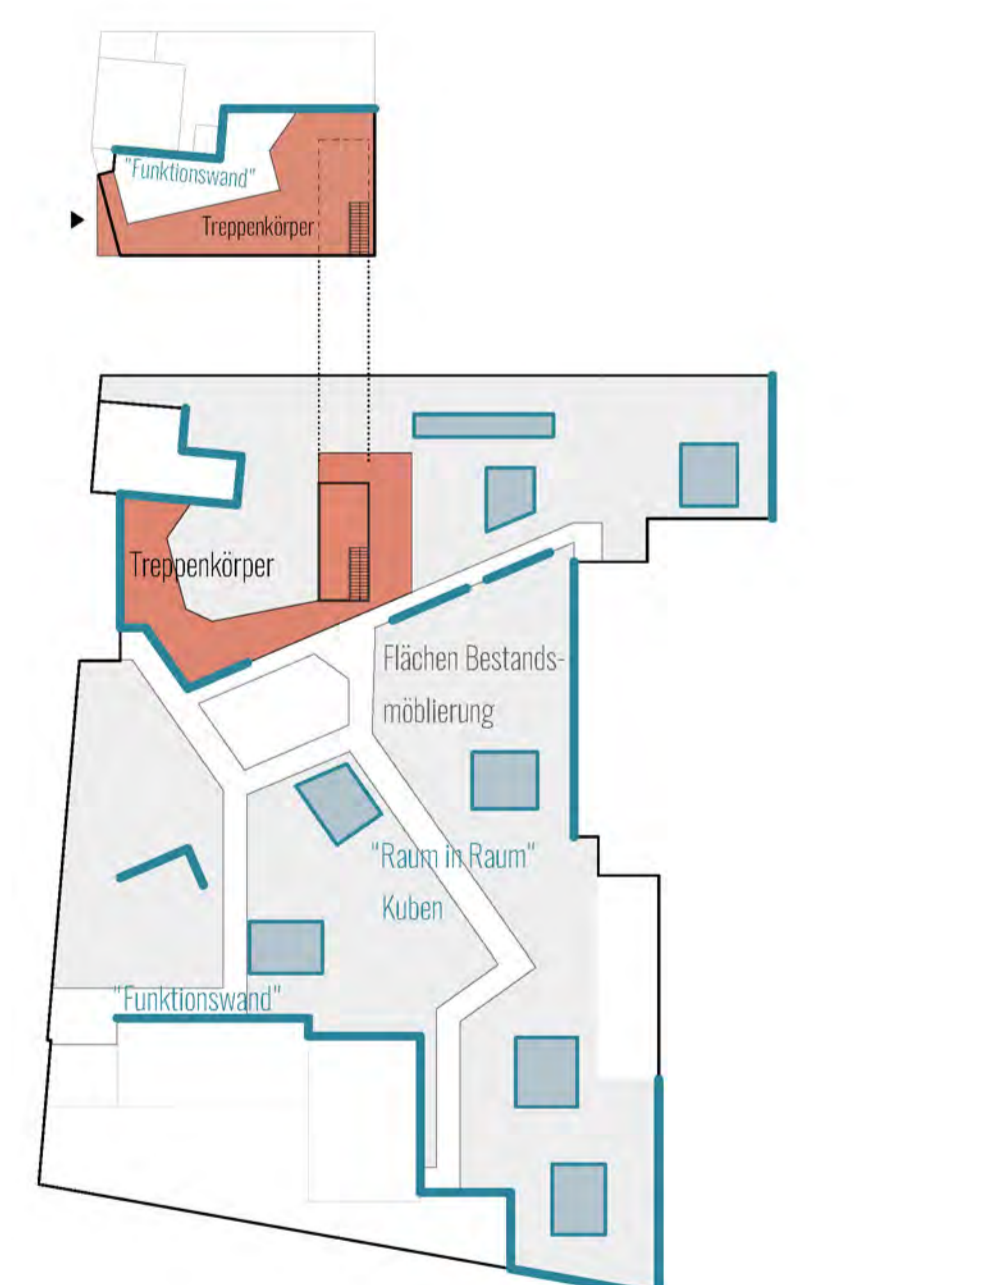 "Funktionswand"
Treppenkörper
Treppenkörper
Flächen Bestands-
möblierung
"Raum in Raum"
Kuben
"Funktionswand"